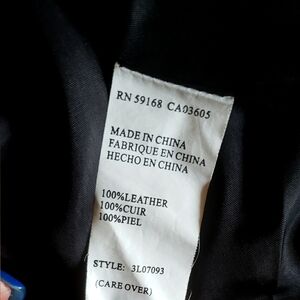 RN 59168 CA03605
MADE IN CHINA
FABRIQUE EN CHINA
HECHO EN CHINA
100%LEATHER
100%CUIR
100%PIEL
STYLE: 3L07093
(CARE OVER)